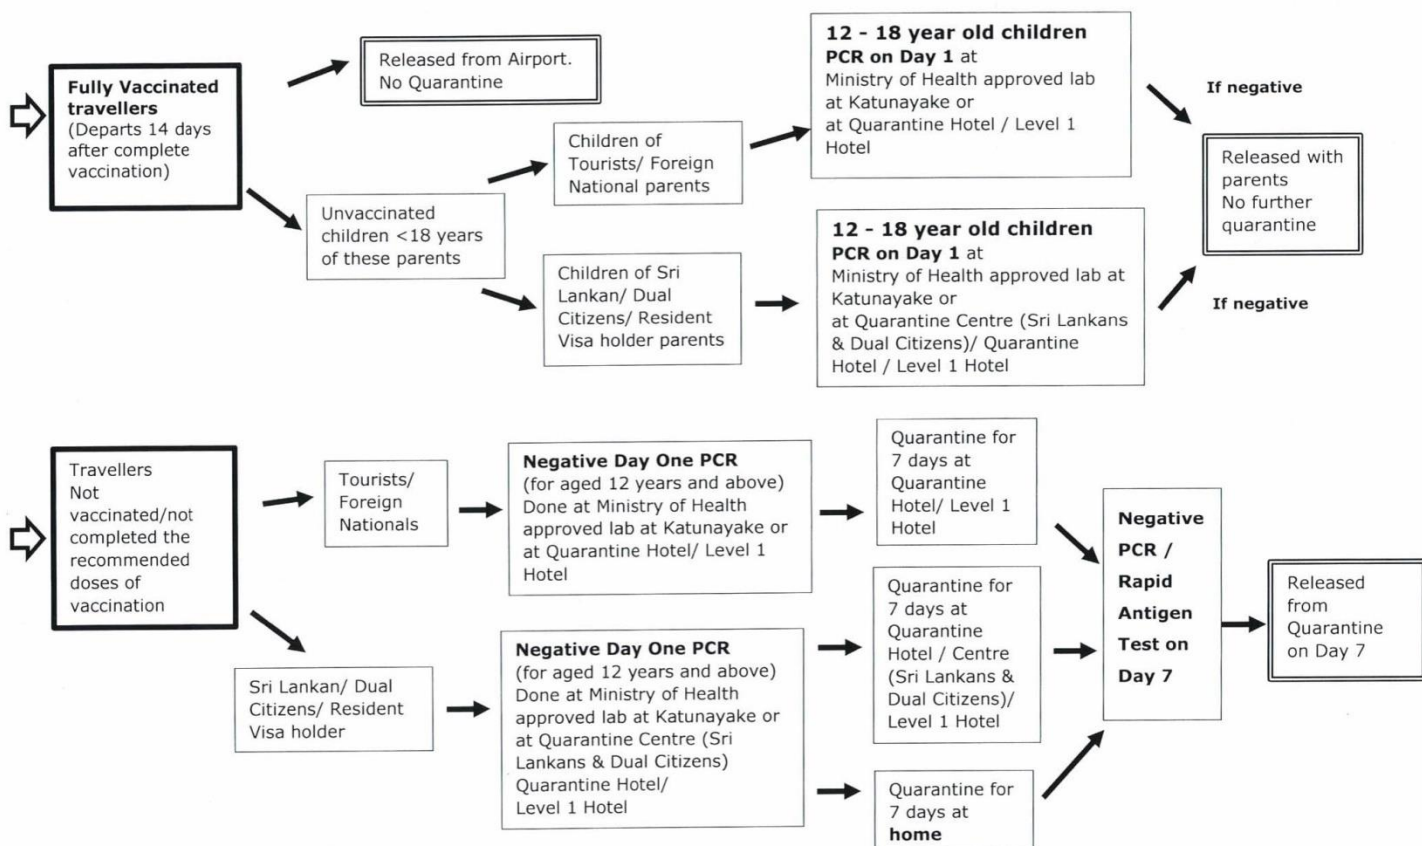 Fully Vaccinated
travellers
(Departs 14 days
after complete
vaccination)
Released from Airport.
No Quarantine
Unvaccinated
children <18 years
of these parents
Children of
Tourists/ Foreign
National parents
12 - 18 year old children
PCR on Day 1 at
Ministry of Health approved lab
at Katunayake or
at Quarantine Hotel / Level 1
Hotel
If negative
Children of Sri
Lankan/ Dual
Citizens/ Resident
Visa holder parents
12 - 18 year old children
PCR on Day 1 at
Ministry of Health approved lab at
Katunayake or
at Quarantine Centre (Sri Lankans
& Dual Citizens)/ Quarantine
Hotel / Level 1 Hotel
If negative
Released with
parents
No further
quarantine
Travellers
Not
vaccinated/not
completed the
recommended
doses of
vaccination
Tourists/
Foreign
Nationals
Negative Day One PCR
(for aged 12 years and above)
Done at Ministry of Health
approved lab at Katunayake or
at Quarantine Hotel/ Level 1
Hotel
Quarantine for
7 days at
Quarantine
Hotel/ Level 1
Hotel
Sri Lankan/ Dual
Citizens/ Resident
Visa holder
Negative Day One PCR
(for aged 12 years and above)
Done at Ministry of Health
approved lab at Katunayake or
at Quarantine Centre (Sri
Lankans & Dual Citizens)
Quarantine Hotel/
Level 1 Hotel
Quarantine for
7 days at
Quarantine
Hotel / Centre
(Sri Lankans &
Dual Citizens)/
Level 1 Hotel
Quarantine for
7 days at
home
Negative
PCR /
Rapid
Antigen
Test on
Day 7
Released
from
Quarantine
on Day 7